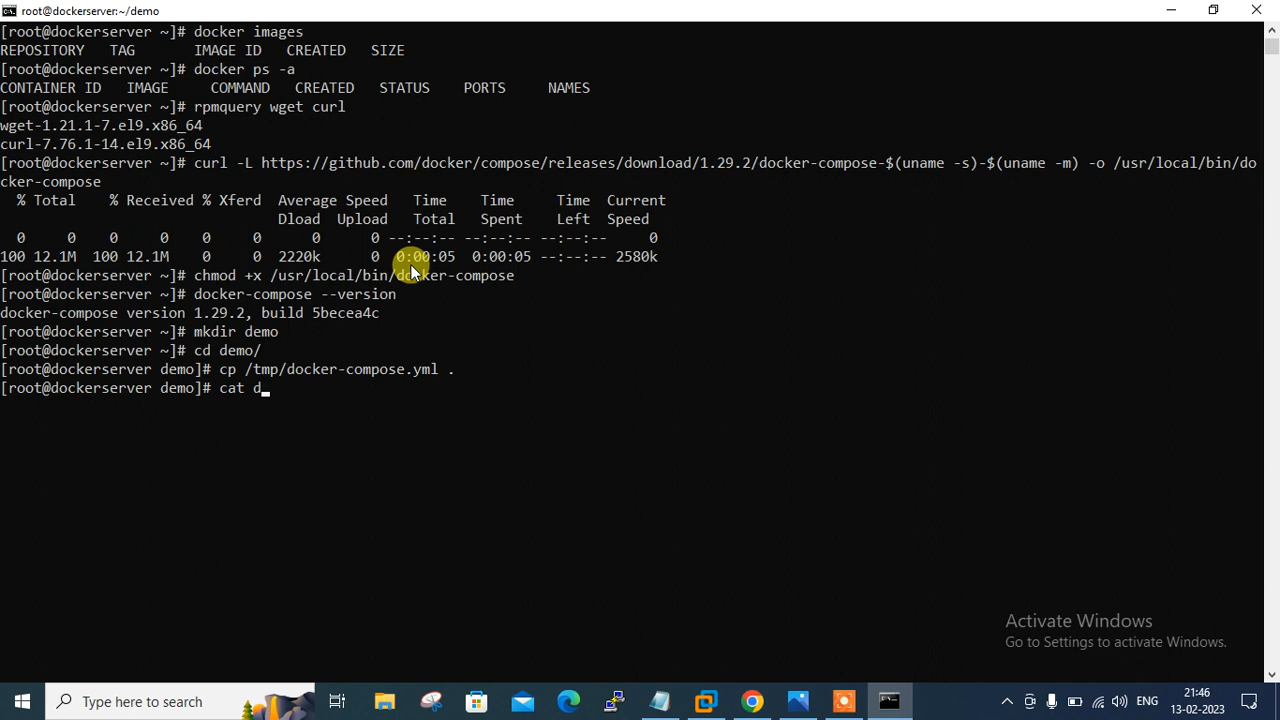 root@dockerserver:~/demo
[root@dockerserver ~]# docker images
REPOSITORY   TAG       IMAGE ID   CREATED   SIZE
[root@dockerserver ~]# docker ps -a
CONTAINER ID   IMAGE     COMMAND   CREATED   STATUS    PORTS     NAMES
[root@dockerserver ~]# rpmquery wget curl
wget-1.21.1-7.el9.x86_64
curl-7.76.1-14.el9.x86_64
[root@dockerserver ~]# curl -L https://github.com/docker/compose/releases/download/1.29.2/docker-compose-$(uname -s)-$(uname -m) -o /usr/local/bin/do
cker-compose
  % Total    % Received % Xferd  Average Speed   Time    Time     Time  Current
                                 Dload  Upload   Total   Spent    Left  Speed
  0     0    0     0    0     0      0      0 --:--:-- --:--:-- --:--:--     0
100 12.1M  100 12.1M    0     0  2220k      0  0:00:05  0:00:05 --:--:-- 2580k
[root@dockerserver ~]# chmod +x /usr/local/bin/docker-compose
[root@dockerserver ~]# docker-compose --version
docker-compose version 1.29.2, build 5becea4c
[root@dockerserver ~]# mkdir demo
[root@dockerserver ~]# cd demo/
[root@dockerserver demo]# cp /tmp/docker-compose.yml .
[root@dockerserver demo]# cat d
Activate Windows
Go to Settings to activate Windows.
Type here to search
ENG
21:46
13-02-2023